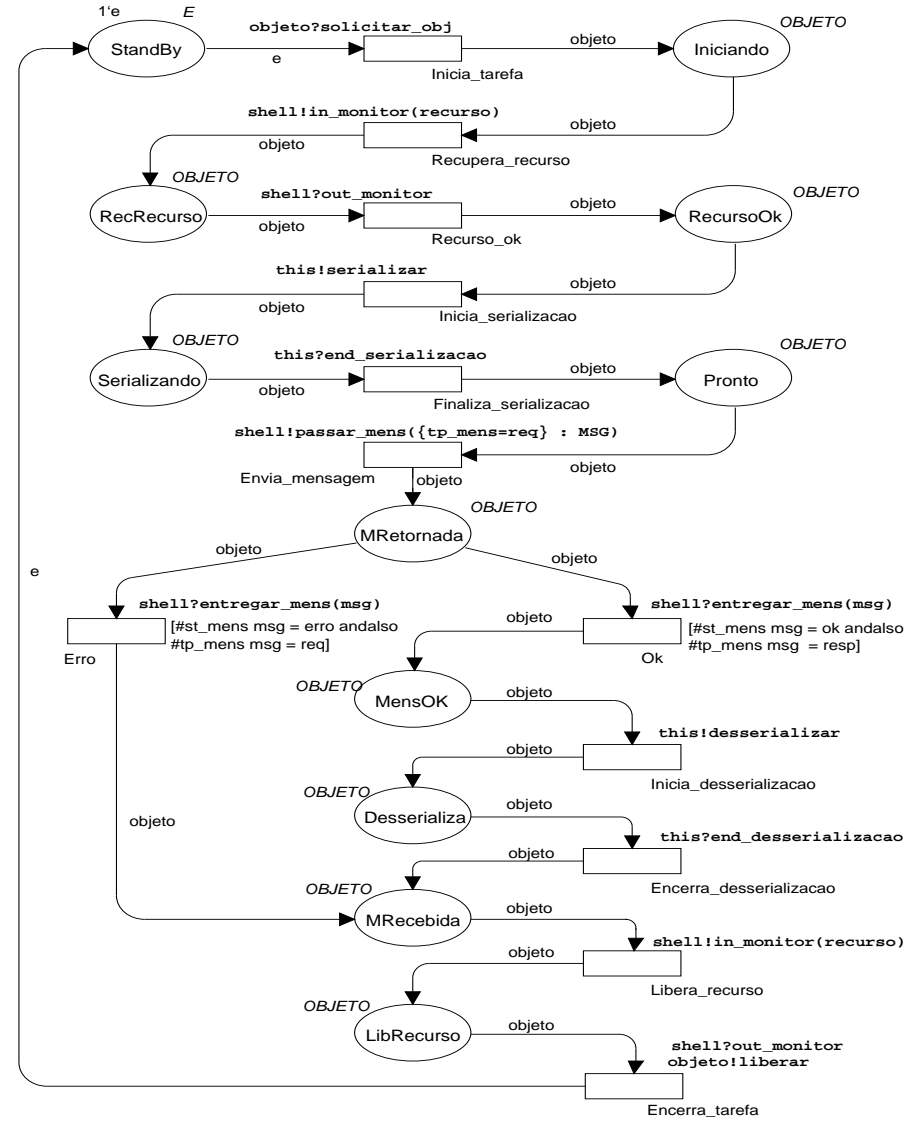 1'e
E
objeto?solicitar_obj
objeto
OBJETO
StandBy
Iniciando
e
Inicia_tarefa
shell!in_monitor(recurso)
objeto
objeto
Recupera_recurso
OBJETO
shell?out_monitor
objeto
OBJETO
RecRecurso
RecursoOk
objeto
Recurso_ok
this!serializar
objeto
objeto
Inicia_serializacao
OBJETO
this?end_serializacao
objeto
OBJETO
Serializando
Pronto
objeto
Finaliza_serializacao
shell!passar_mens({tp_mens=req} : MSG)
objeto
Envia_mensagem
objeto
OBJETO
MRetornada
objeto
objeto
e
shell?entregar_mens(msg)
shell?entregar_mens(msg)
objeto
[#st_mens msg = erro andalso
#tp_mens msg = req]
[#st_mens msg = ok andalso
#tp_mens msg = resp]
Erro
Ok
OBJETO
MensOK
objeto
this!desserializar
objeto
Inicia_desserializacao
OBJETO
Desserializa
objeto
objeto
this?end_desserializacao
objeto
Encerra_desserializacao
OBJETO
MRecebida
objeto
shell!in_monitor(recurso)
objeto
Libera_recurso
OBJETO
LibRecurso
objeto
shell?out_monitor
objeto!liberar
Encerra_tarefa